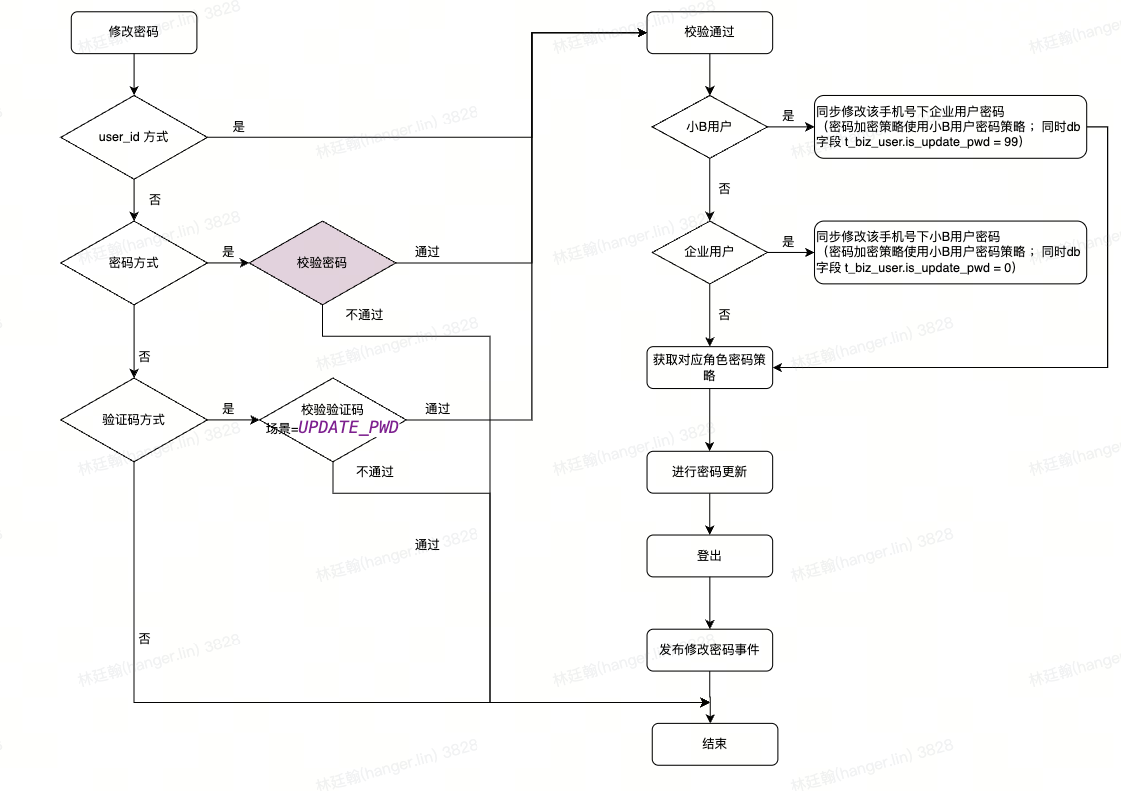 修改密码
user_id 方式
是
否
密码方式
是
校验密码
通过
不通过
否
验证码方式
是
校验验证码
场景=UPDATE_PWD
通过
不通过
通过
否
校验通过
小B用户
是
同步修改该手机号下企业用户密码
（密码加密策略使用小B用户密码策略； 同时db
字段 t_biz_user.is_update_pwd = 99）
否
企业用户
是
同步修改该手机号下小B用户密码
（密码加密策略使用小B用户密码策略； 同时db
字段 t_biz_user.is_update_pwd = 0）
否
获取对应角色密码策
略
进行密码更新
登出
发布修改密码事件
结束
林廷翰(hanger.lin) 3828